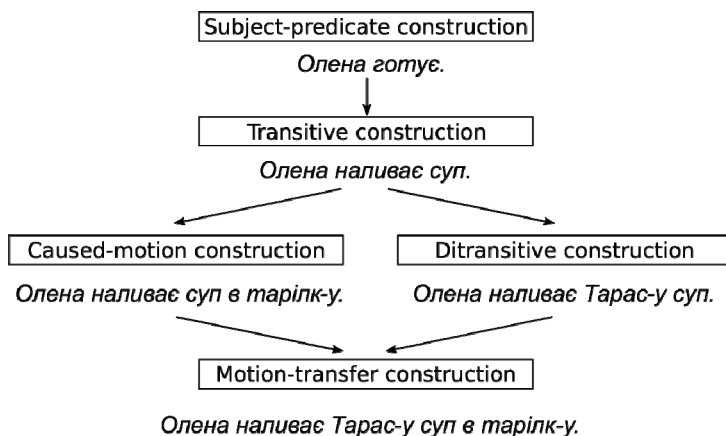 Subject-predicate construction
Олена готує.
Transitive construction
Олена наливає суп.
Caused-motion construction
Ditransitive construction
Олена наливає суп в тарілк-у.
Олена наливає Тарас-у суп.
Motion-transfer construction
Олена наливає Тарас-у суп в тарілк-у.